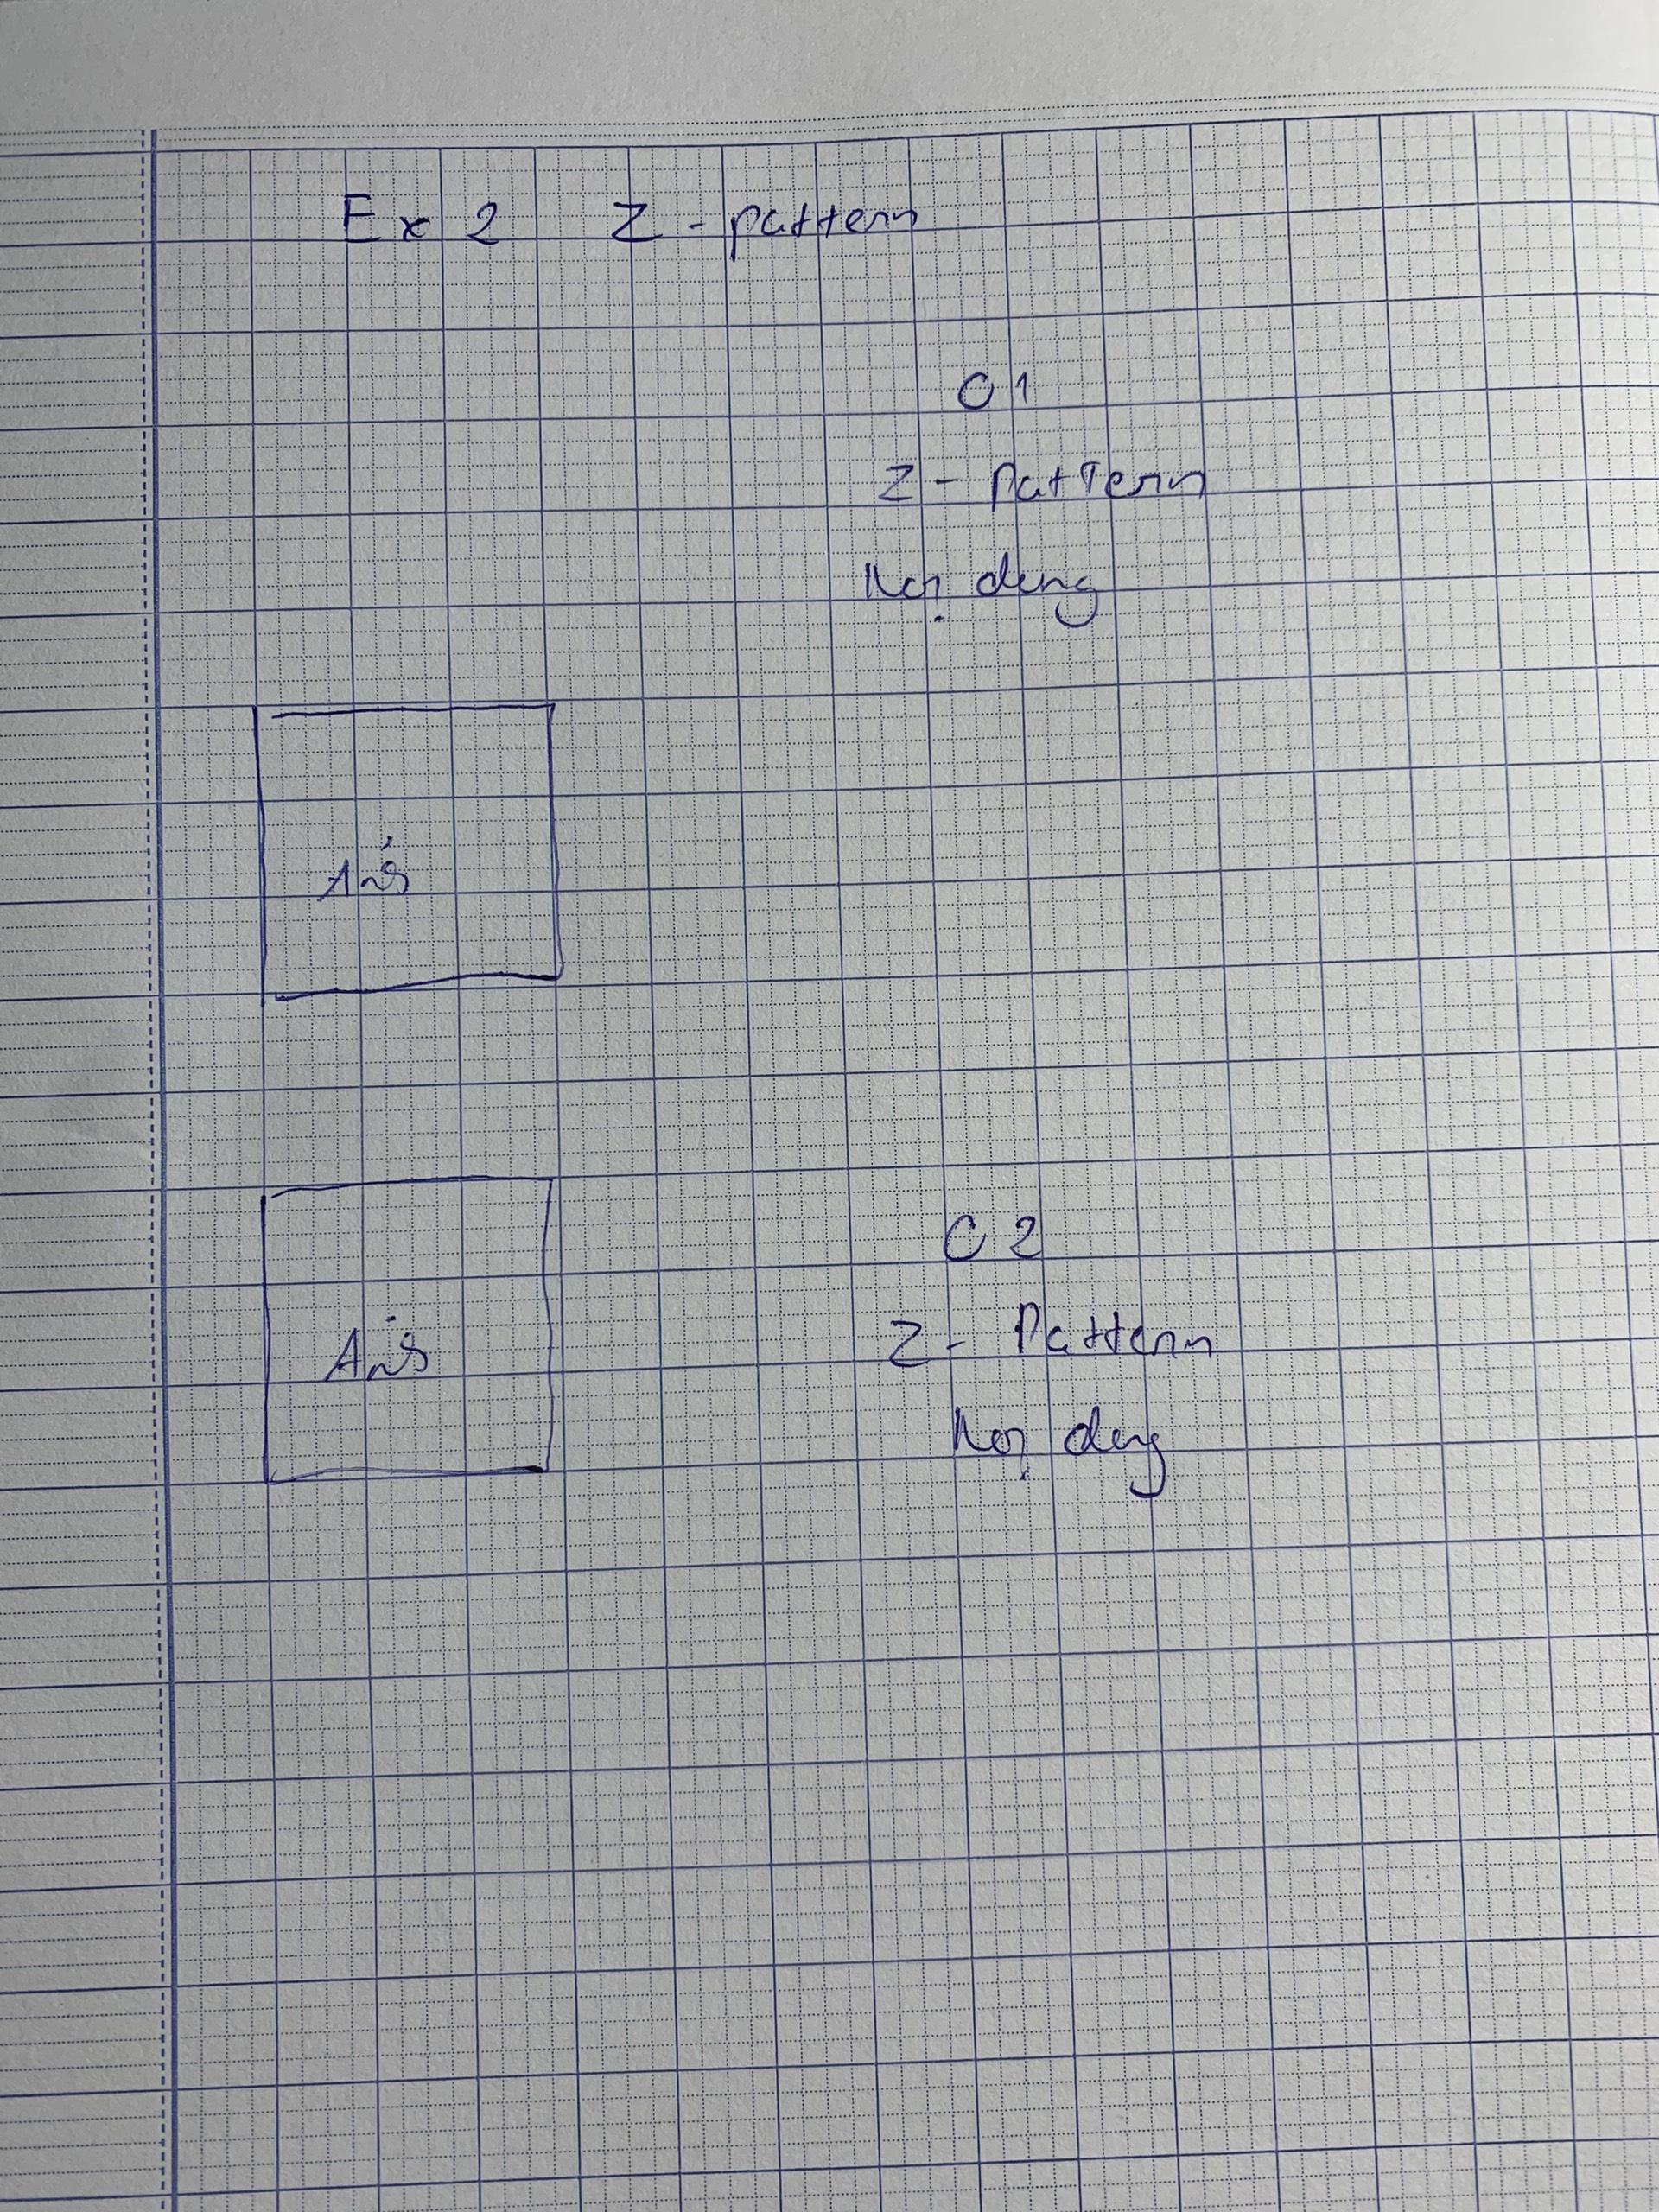 Ex 2 Z - pattern
C 1
Z - Pattern
Nội dung
Ảnh
C 2
Z - Pattern
Nội dung
Ảnh